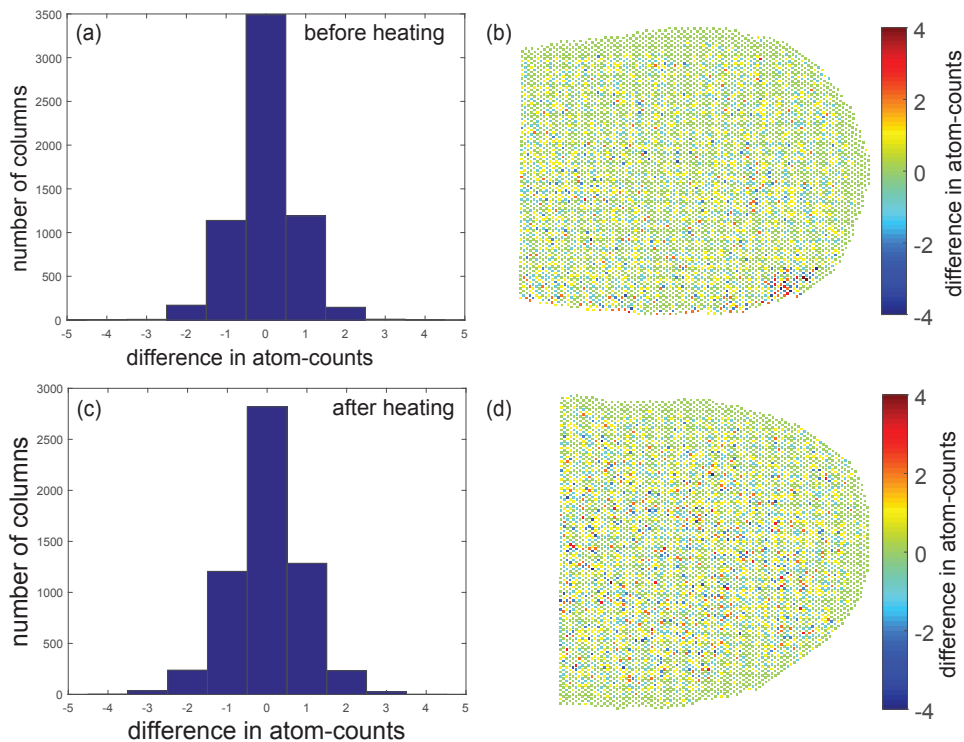 (a)
before heating
number of columns
3500
3000
2500
2000
1500
1000
500
0
-5 -4 -3 -2 -1 0 1 2 3 4 5
difference in atom-counts
(b)
4
2
0
-2
-4
difference in atom-counts
(c)
after heating
number of columns
3000
2500
2000
1500
1000
500
0
-5 -4 -3 -2 -1 0 1 2 3 4 5
difference in atom-counts
(d)
4
2
0
-2
-4
difference in atom-counts